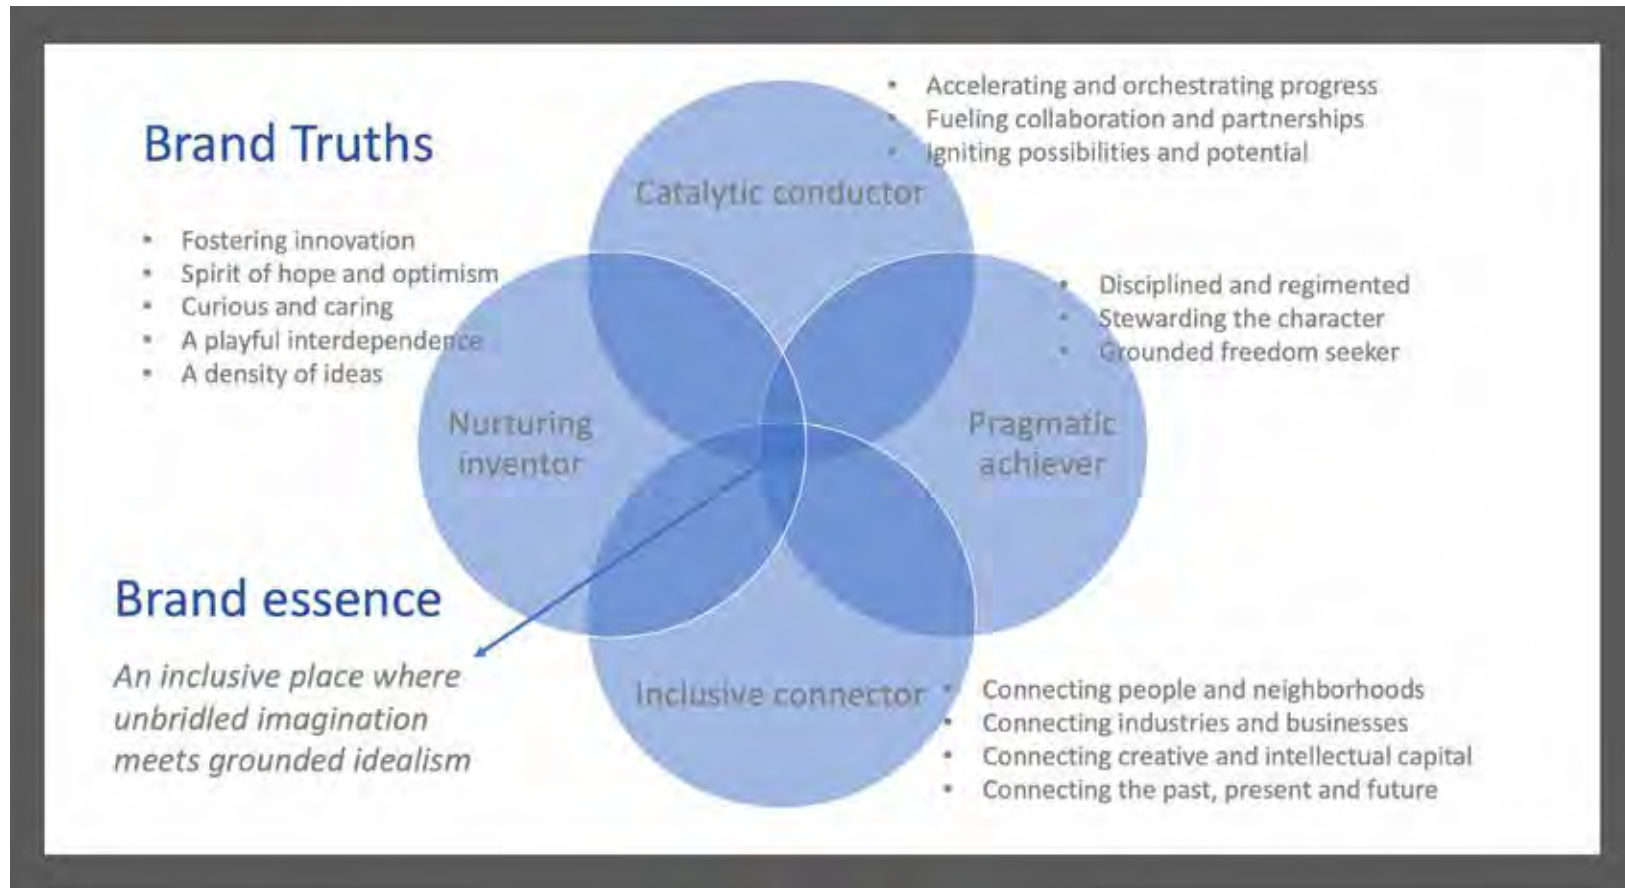 Brand Truths
• Fostering innovation
• Spirit of hope and optimism
• Curious and caring
• A playful interdependence
• A density of ideas
Catalytic conductor
• Accelerating and orchestrating progress
• Fueling collaboration and partnerships
• Igniting possibilities and potential
Nurturing
inventor
Pragmatic
achiever
• Disciplined and regimented
• Stewarding the character
• Grounded freedom seeker
Brand essence
An inclusive place where
unbridled imagination
meets grounded idealism
Inclusive connector
• Connecting people and neighborhoods
• Connecting industries and businesses
• Connecting creative and intellectual capital
• Connecting the past, present and future